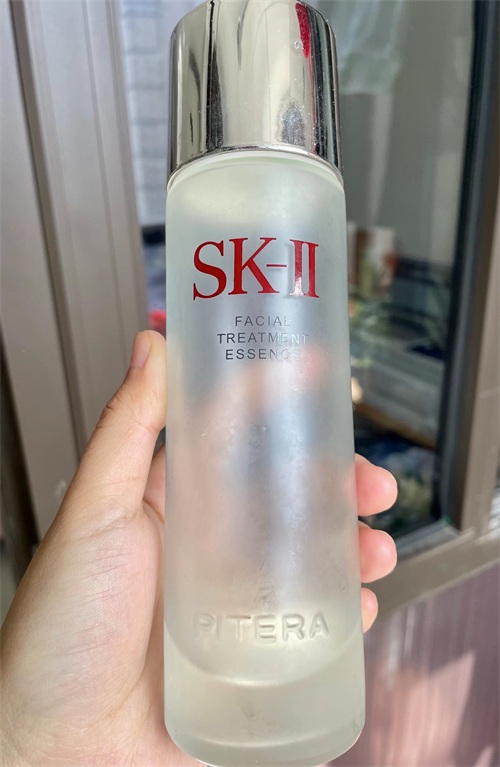 SK-II
FACIAL
TREATMENT
ESSENCE
PITERA